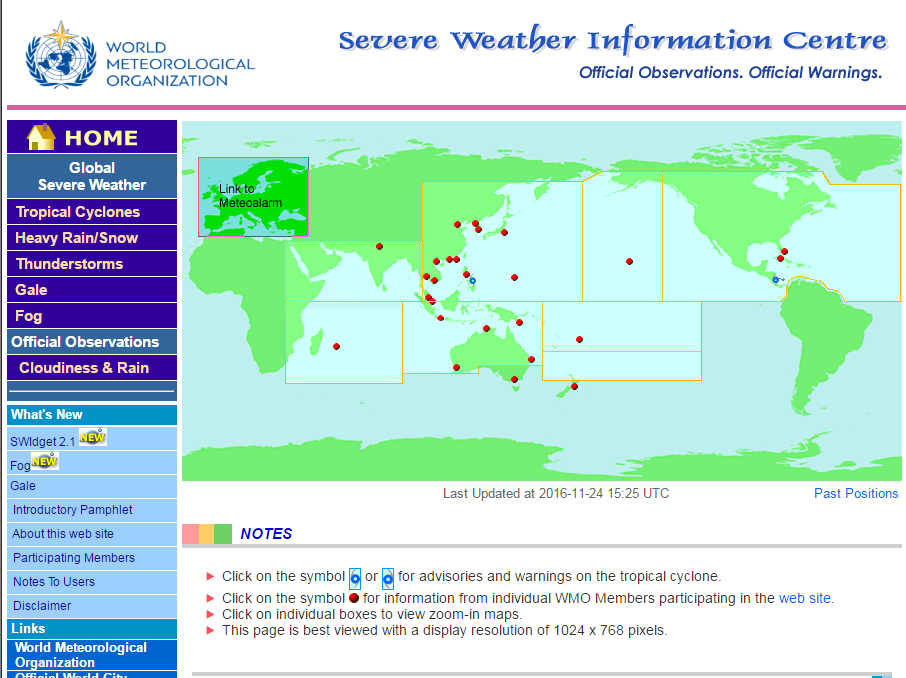 WORLD
METEOROLOGICAL
ORGANIZATION
Severe Weather Information Centre
Official Observations. Official Warnings.
HOME
Global
Severe Weather
Tropical Cyclones
Heavy Rain/Snow
Thunderstorms
Gale
Fog
Official Observations
Cloudiness & Rain
What's New
SWIdget 2.1 NEW
Fog NEW
Gale
Introductory Pamphlet
About this web site
Participating Members
Notes To Users
Disclaimer
Links
World Meteorological
Organization
Official World City
Link to
Meteoalarm
Last Updated at 2016-11-24 15:25 UTC
Past Positions
NOTES
Click on the symbol or for advisories and warnings on the tropical cyclone.
Click on the symbol for information from individual WMO Members participating in the web site.
Click on individual boxes to view zoom-in maps.
This page is best viewed with a display resolution of 1024 x 768 pixels.